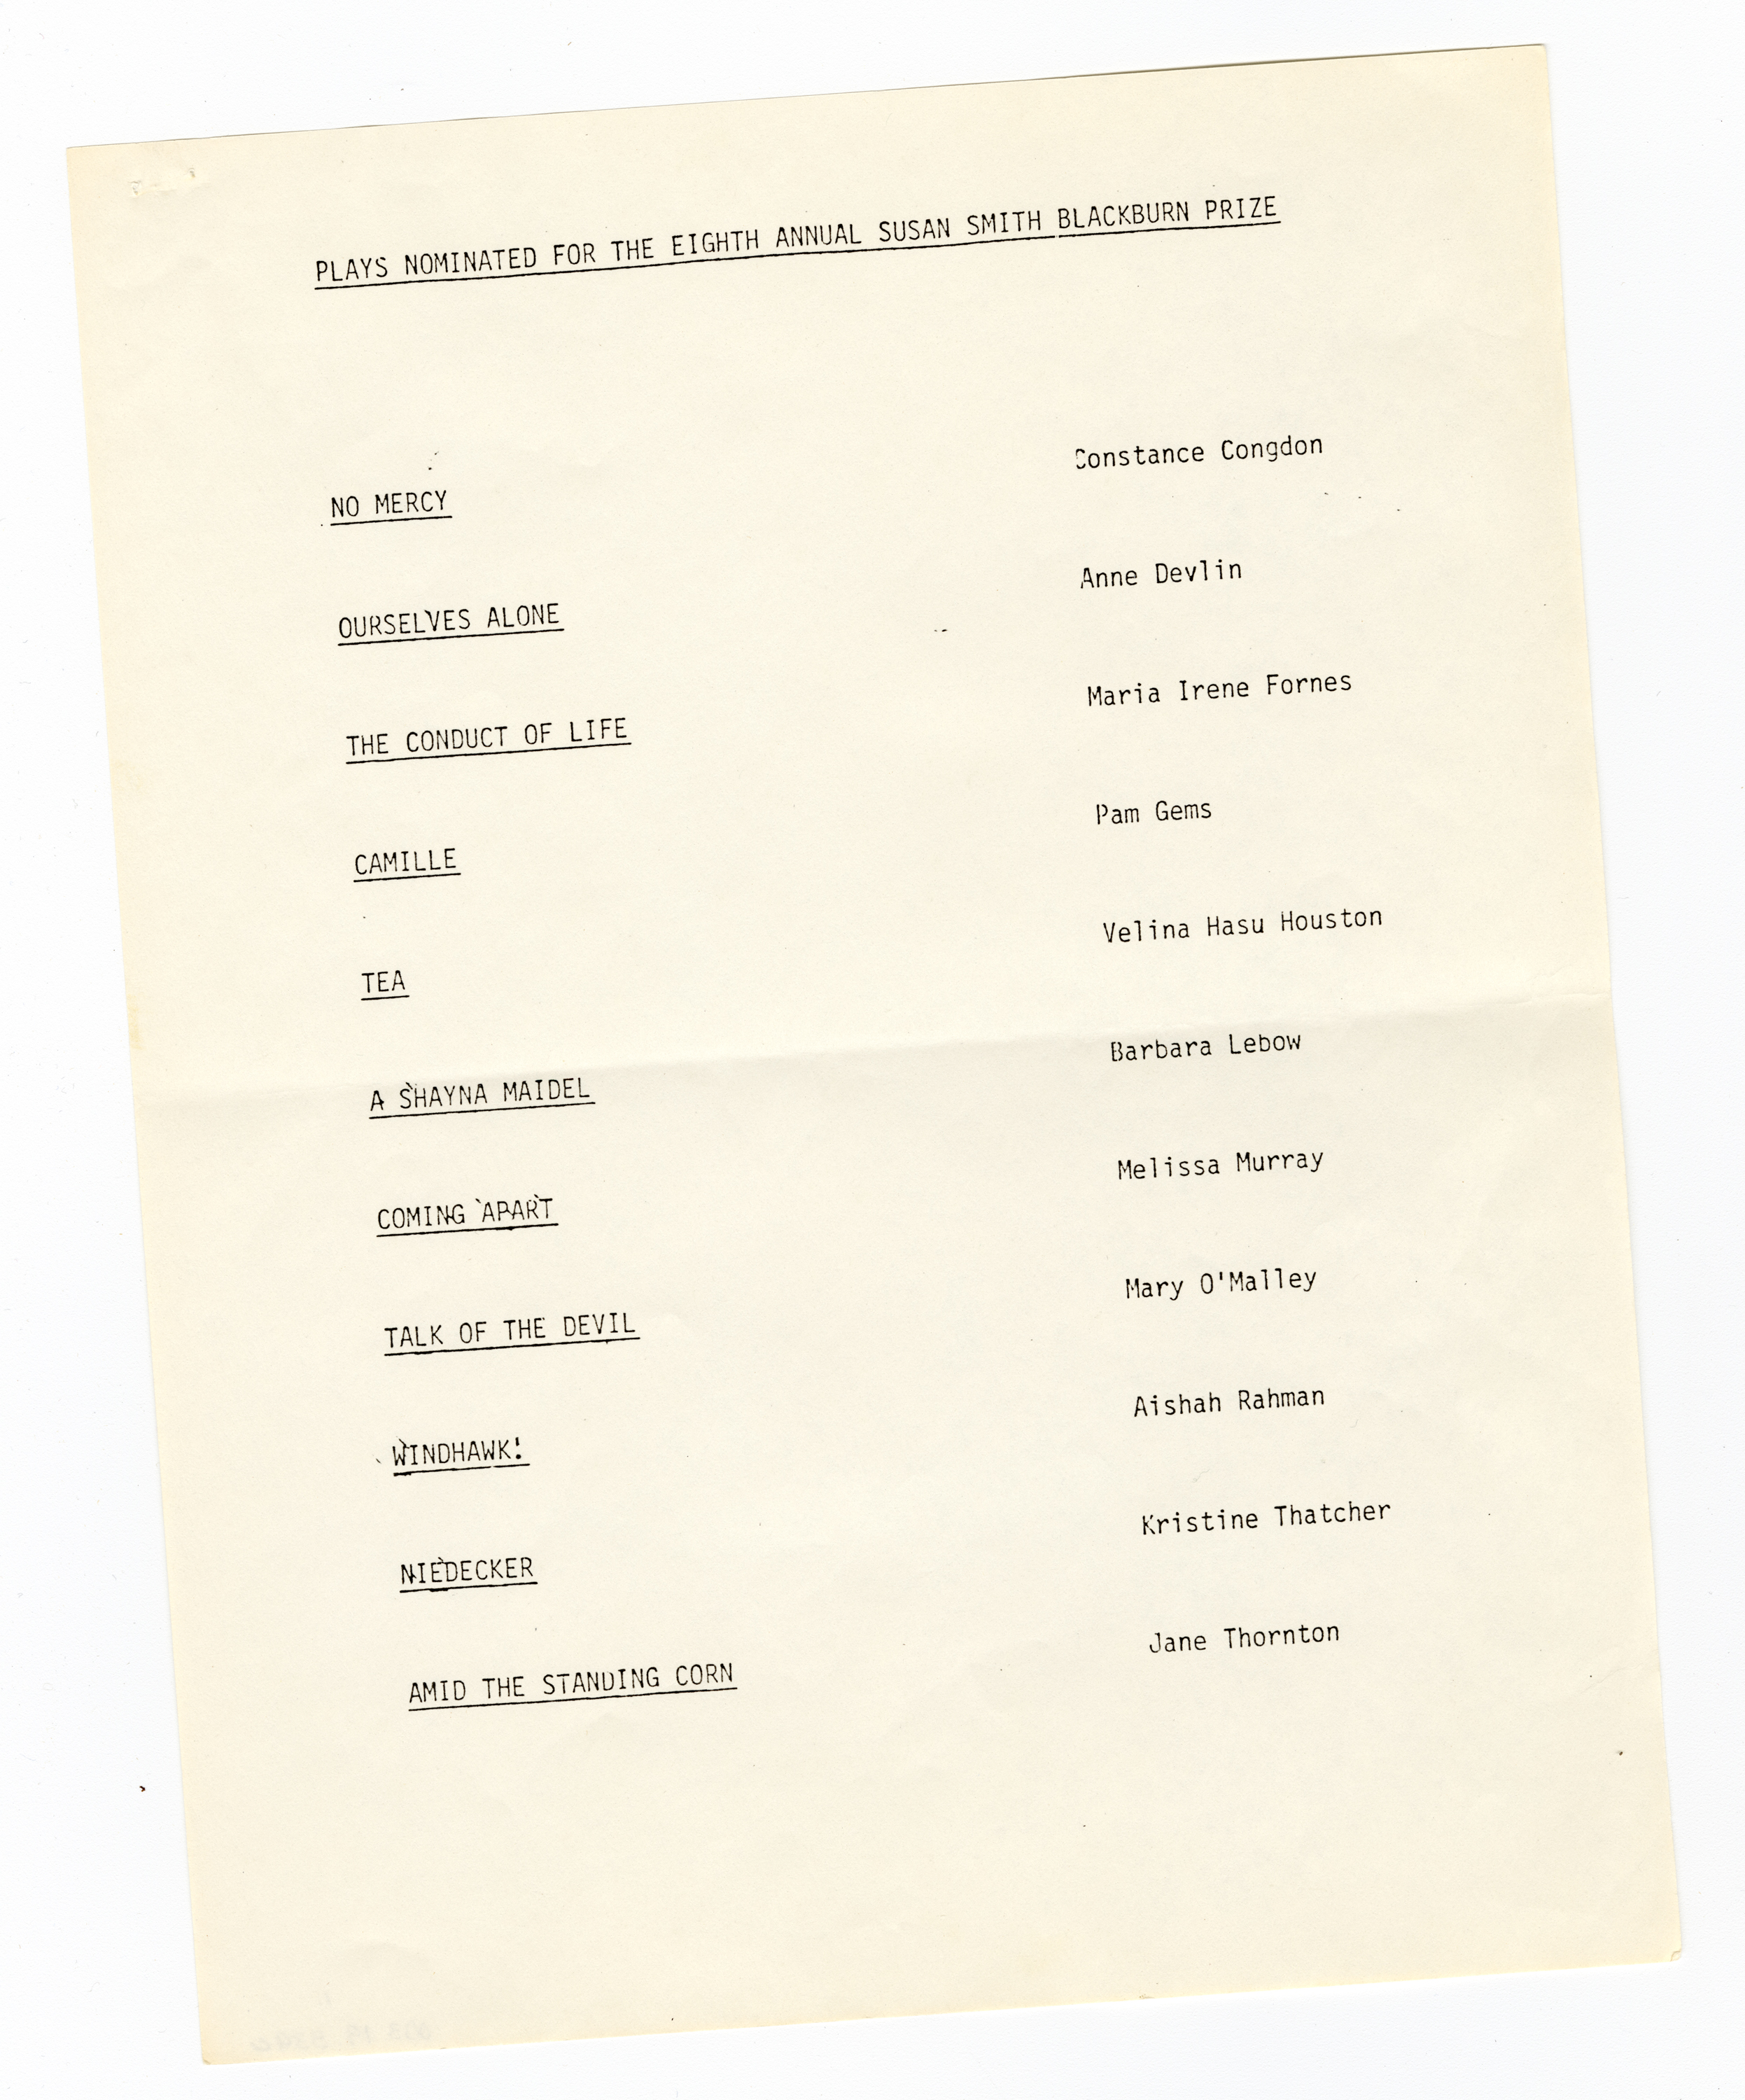 PLAYS NOMINATED FOR THE EIGHTH ANNUAL SUSAN SMITH BLACKBURN PRIZE
NO MERCY Constance Congdon
OURSELVES ALONE Anne Devlin
THE CONDUCT OF LIFE Maria Irene Fornes
CAMILLE Pam Gems
TEA Velina Hasu Houston
A SHAYNA MAIDEL Barbara Lebow
COMING APART Melissa Murray
TALK OF THE DEVIL Mary O'Malley
WINDHAWK! Aishah Rahman
NIEDECKER Kristine Thatcher
AMID THE STANDING CORN Jane Thornton